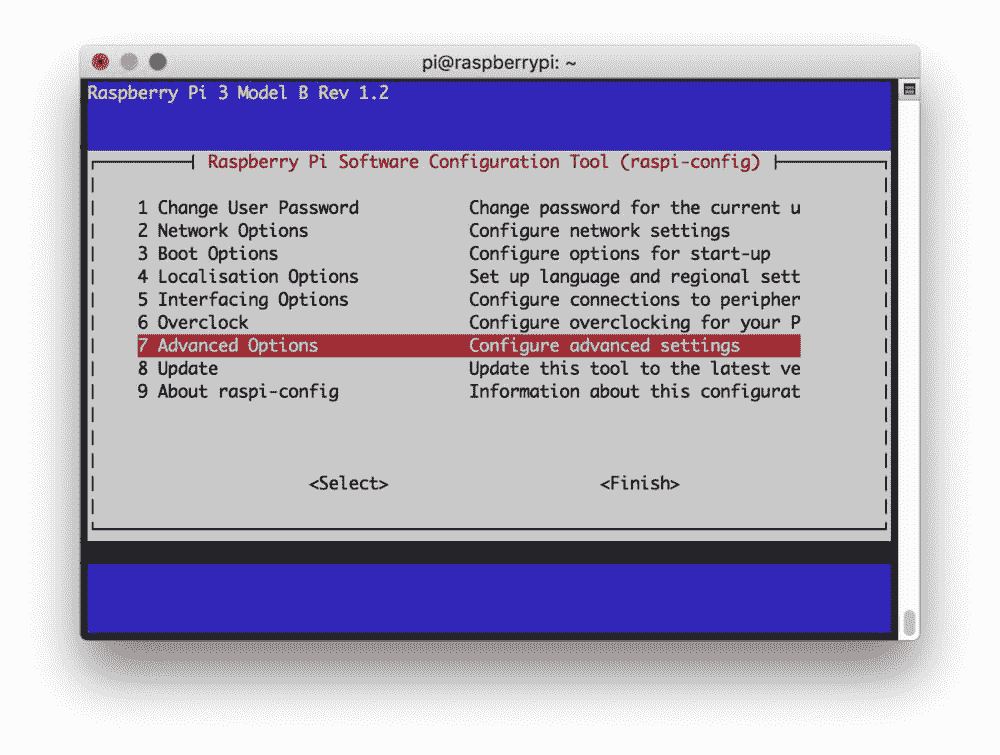 pi@raspberrypi: ~
Raspberry Pi 3 Model B Rev 1.2
Raspberry Pi Software Configuration Tool (raspi-config)
1 Change User Password Change password for the current u
2 Network Options Configure network settings
3 Boot Options Configure options for start-up
4 Localisation Options Set up language and regional sett
5 Interfacing Options Configure connections to peripher
6 Overclock Configure overclocking for your P
7 Advanced Options Configure advanced settings
8 Update Update this tool to the latest ve
9 About raspi-config Information about this configurat
<Select> <Finish>